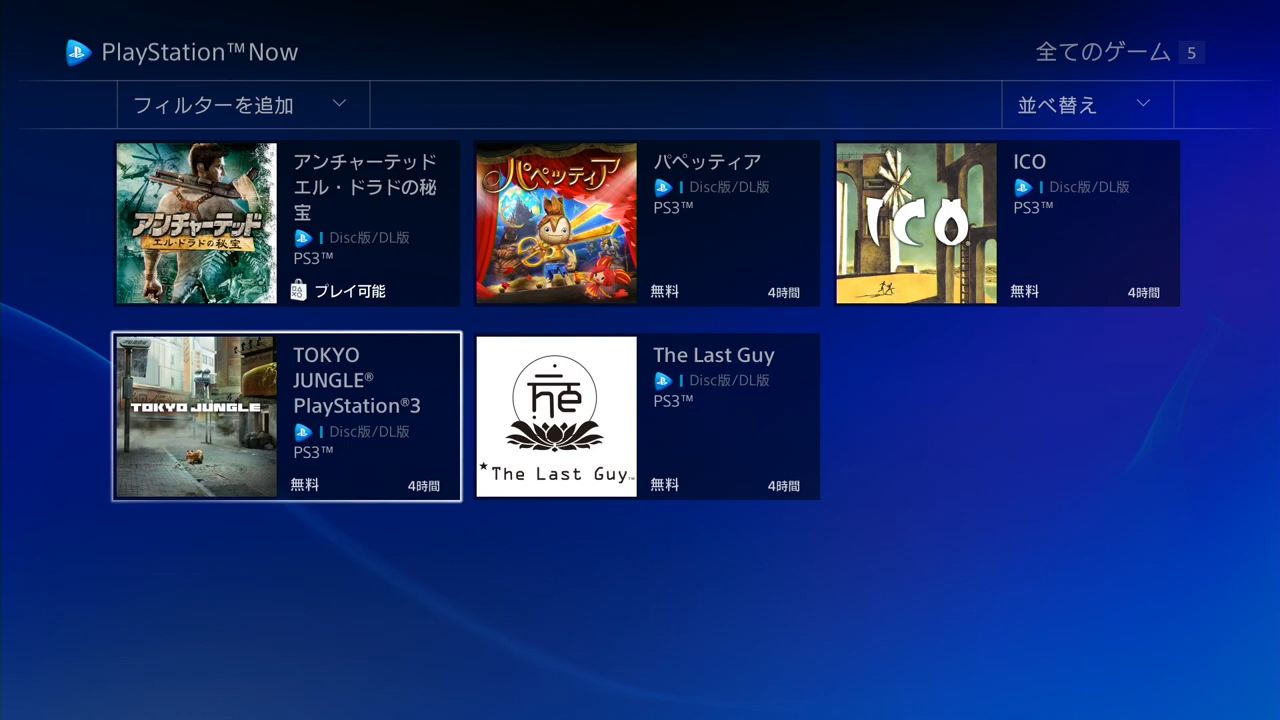 PlayStation™Now
全てのゲーム 5
フィルターを追加
並べ替え
アンチャーテッド
エル・ドラドの秘宝
アンチャーテッド
エル・ドラドの秘
宝
Disc版/DL版
PS3™
プレイ可能
パペッティア
パペッティア
Disc版/DL版
PS3™
無料 4時間
ICO
ICO
Disc版/DL版
PS3™
無料 4時間
TOKYO JUNGLE
TOKYO
JUNGLE®
PlayStation®3
Disc版/DL版
PS3™
無料 4時間
★The Last Guy™
The Last Guy
Disc版/DL版
PS3™
無料 4時間